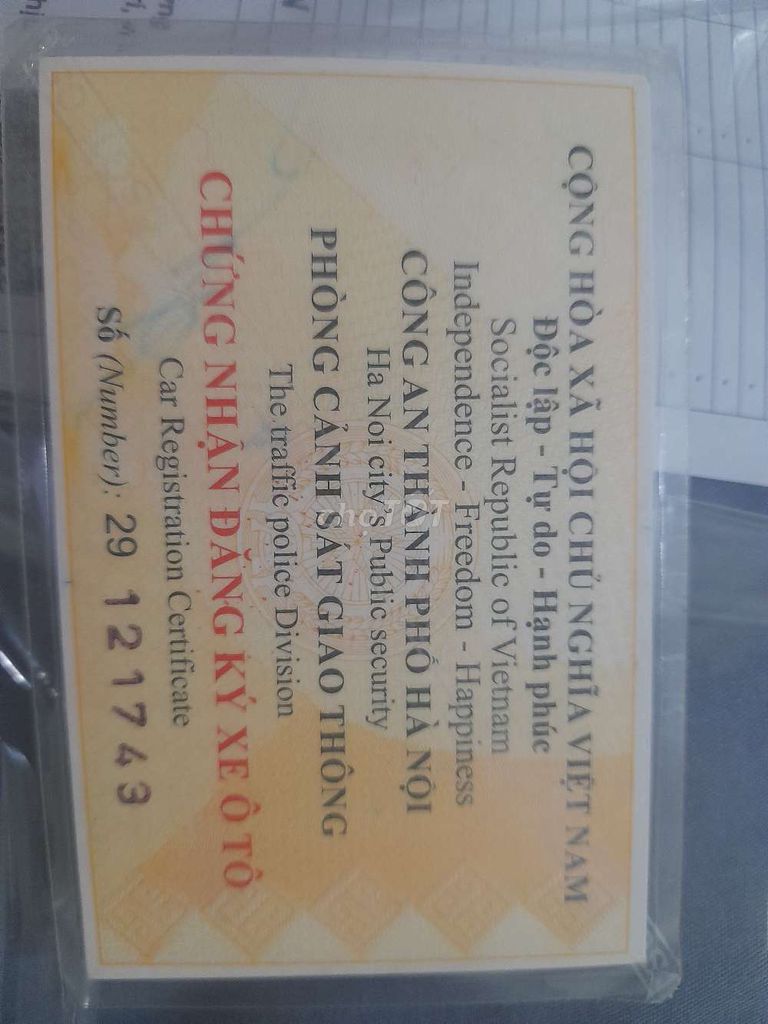 CỘNG HÒA XÃ HỘI CHỦ NGHĨA VIỆT NAM
Độc lập - Tự do - Hạnh phúc
Socialist Republic of Vietnam
Independence - Freedom - Happiness
CÔNG AN THÀNH PHỐ HÀ NỘI
Ha Noi city's Public security
PHÒNG CẢNH SÁT GIAO THÔNG
The traffic police Division
CHỨNG NHẬN ĐĂNG KÝ XE Ô TÔ
Car Registration Certificate
Số (Number): 29 121743
choTOT